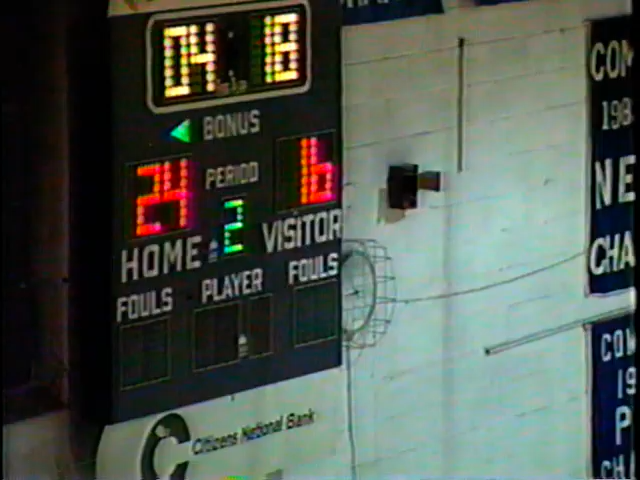 04:18
BONUS
24 PERIOD 16
2
HOME VISITOR
FOULS PLAYER FOULS
Citizens National Bank
COM
198
NE
CHA
COM
19
P
CHA